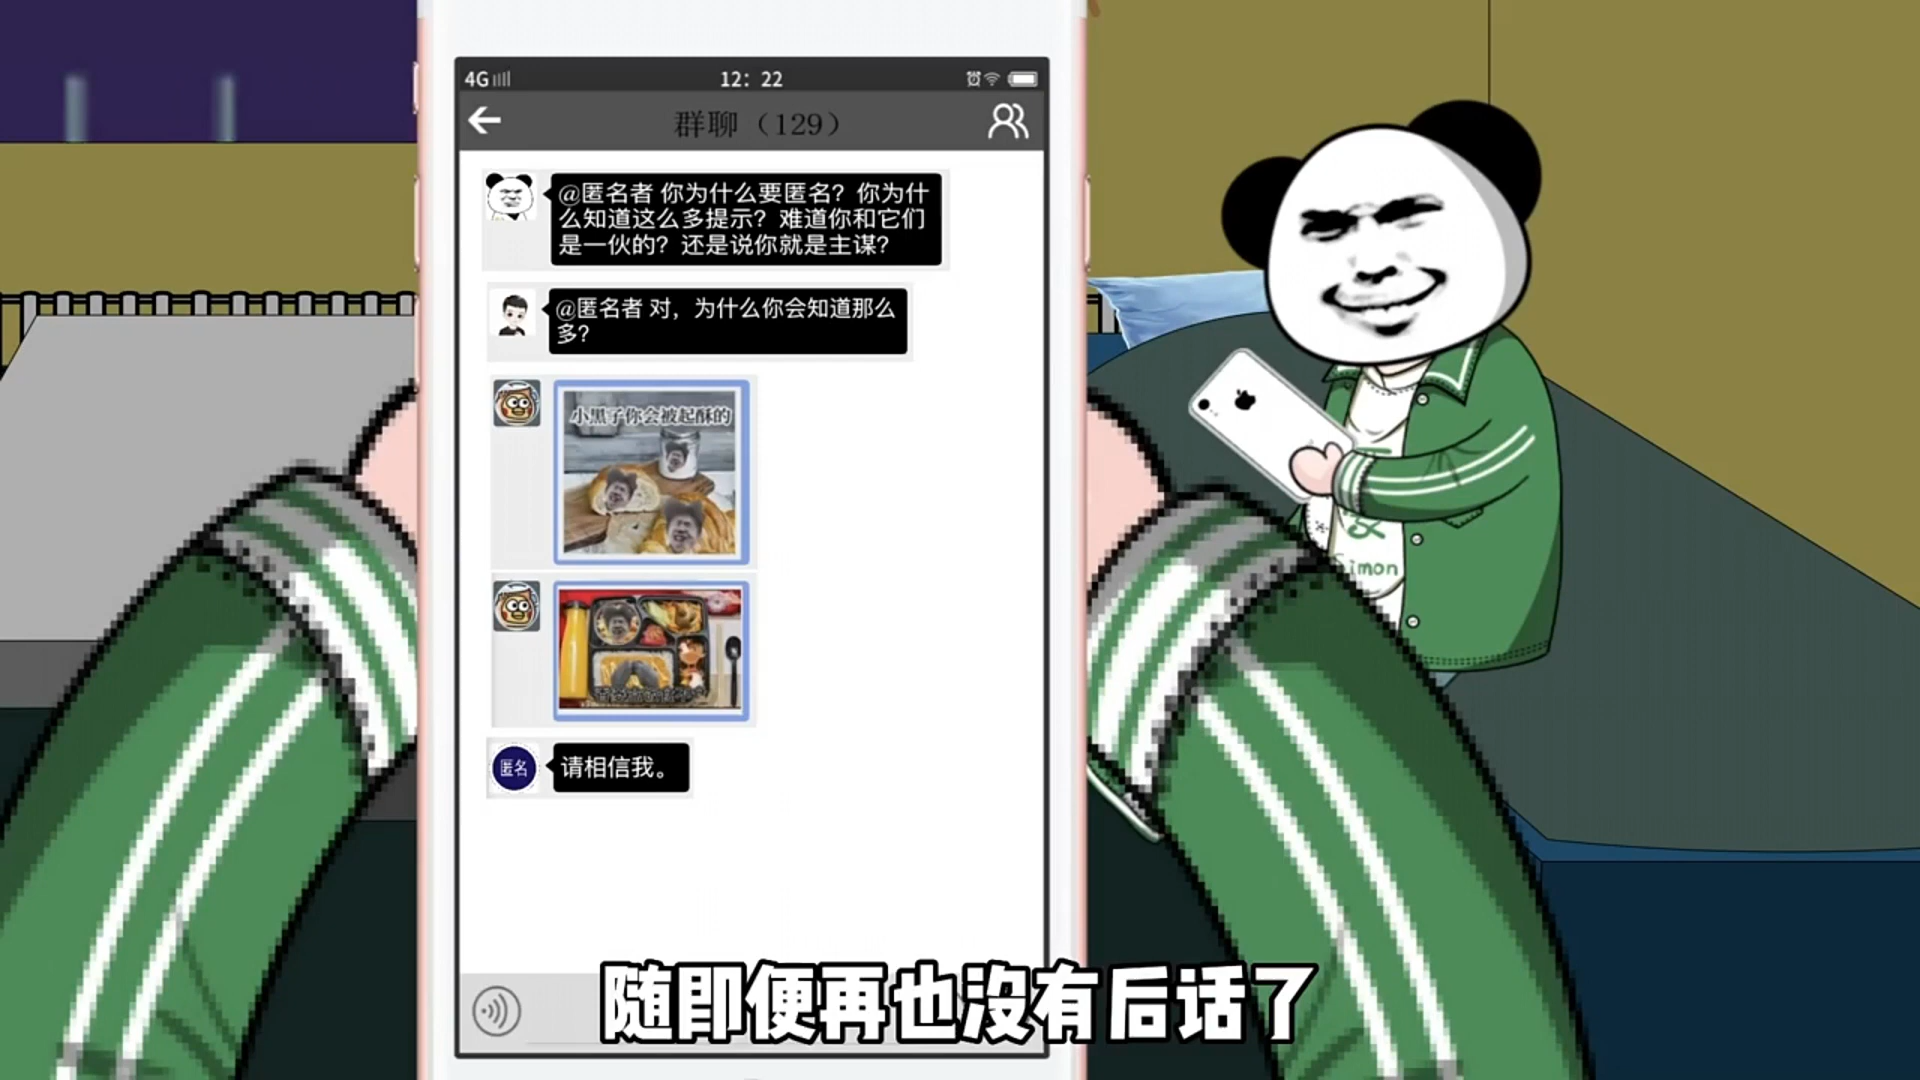 4G
12：22
群聊（129）
@匿名者 你为什么要匿名？你为什
么知道这么多提示？难道你和它们
是一伙的？还是说你就是主谋？
@匿名者 对，为什么你会知道那么
多？
小黑子你会被起酥的
匿名
请相信我。
imon
随即便再也没有后话了